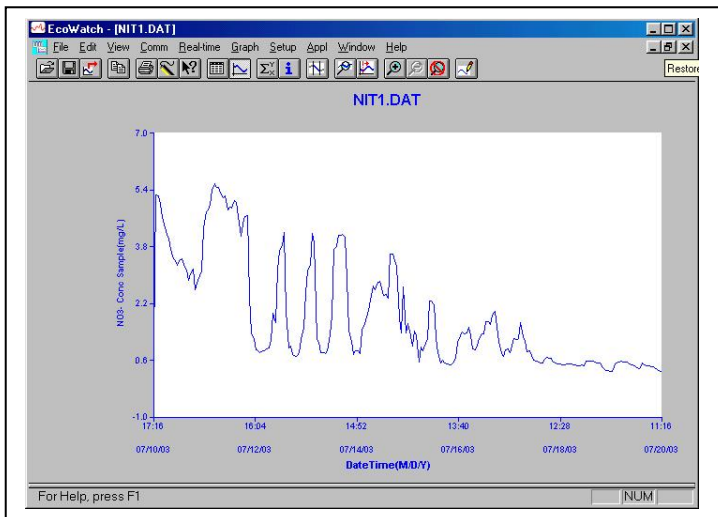 EcoWatch - [NIT1.DAT]
File Edit View Comm Real-time Graph Setup Appl Window Help
Restore
NIT1.DAT
7.0
5.4
3.8
2.2
0.6
-1.0
NO3- Conc Sample(mg/L)
17:16 16:04 14:52 13:40 12:28 11:16
07/10/03 07/12/03 07/14/03 07/16/03 07/18/03 07/20/03
DateTime(M/D/Y)
For Help, press F1 NUM